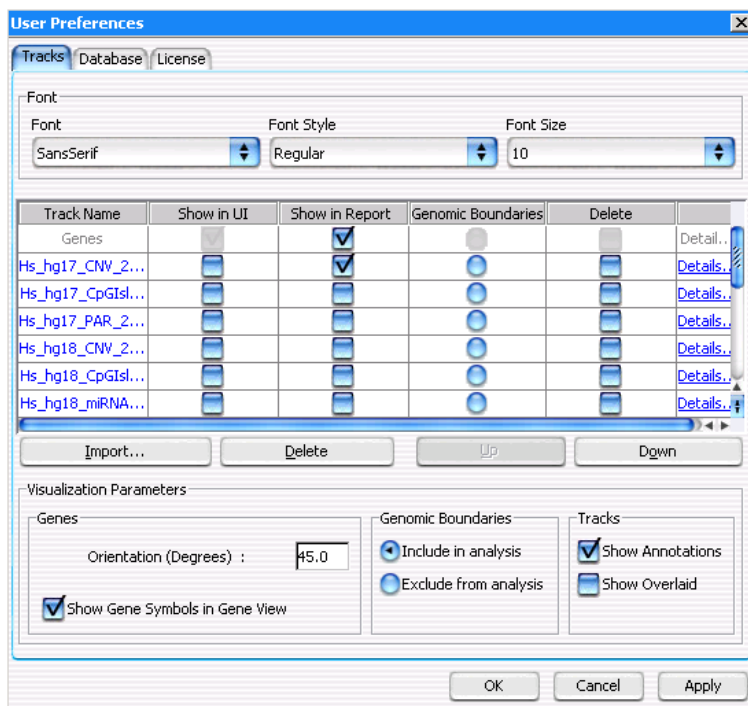 User Preferences
Tracks Database License
Font
Font Font Style Font Size
SansSerif Regular 10
Track Name Show in UI Show in Report Genomic Boundaries Delete
Genes Detail..
Hs_hg17_CNV_2... Details..
Hs_hg17_CpGIsl... Details..
Hs_hg17_PAR_2... Details..
Hs_hg18_CNV_2... Details..
Hs_hg18_CpGIsl... Details..
Hs_hg18_miRNA... Details..
Import... Delete Up Down
Visualization Parameters
Genes Genomic Boundaries Tracks
Orientation (Degrees) : 45.0 Include in analysis Show Annotations
Exclude from analysis Show Overlaid
Show Gene Symbols in Gene View
OK Cancel Apply